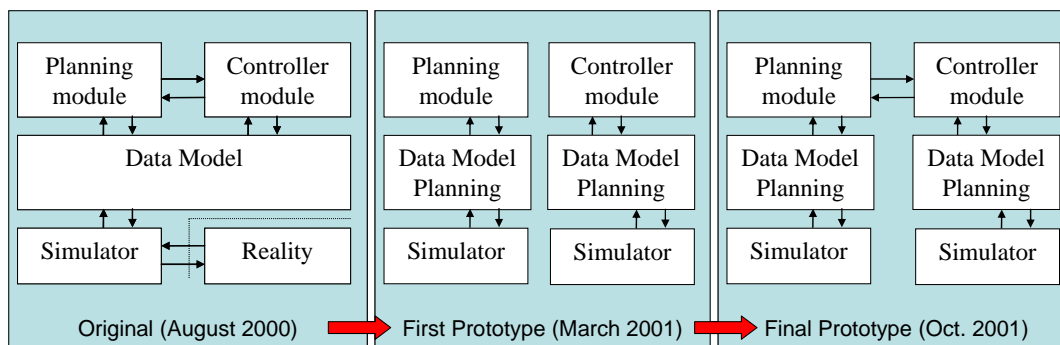 Planning
module
Controller
module
Data Model
Simulator
Reality
Original (August 2000)
Planning
module
Controller
module
Data Model
Planning
Data Model
Planning
Simulator
Simulator
First Prototype (March 2001)
Planning
module
Controller
module
Data Model
Planning
Data Model
Planning
Simulator
Simulator
Final Prototype (Oct. 2001)